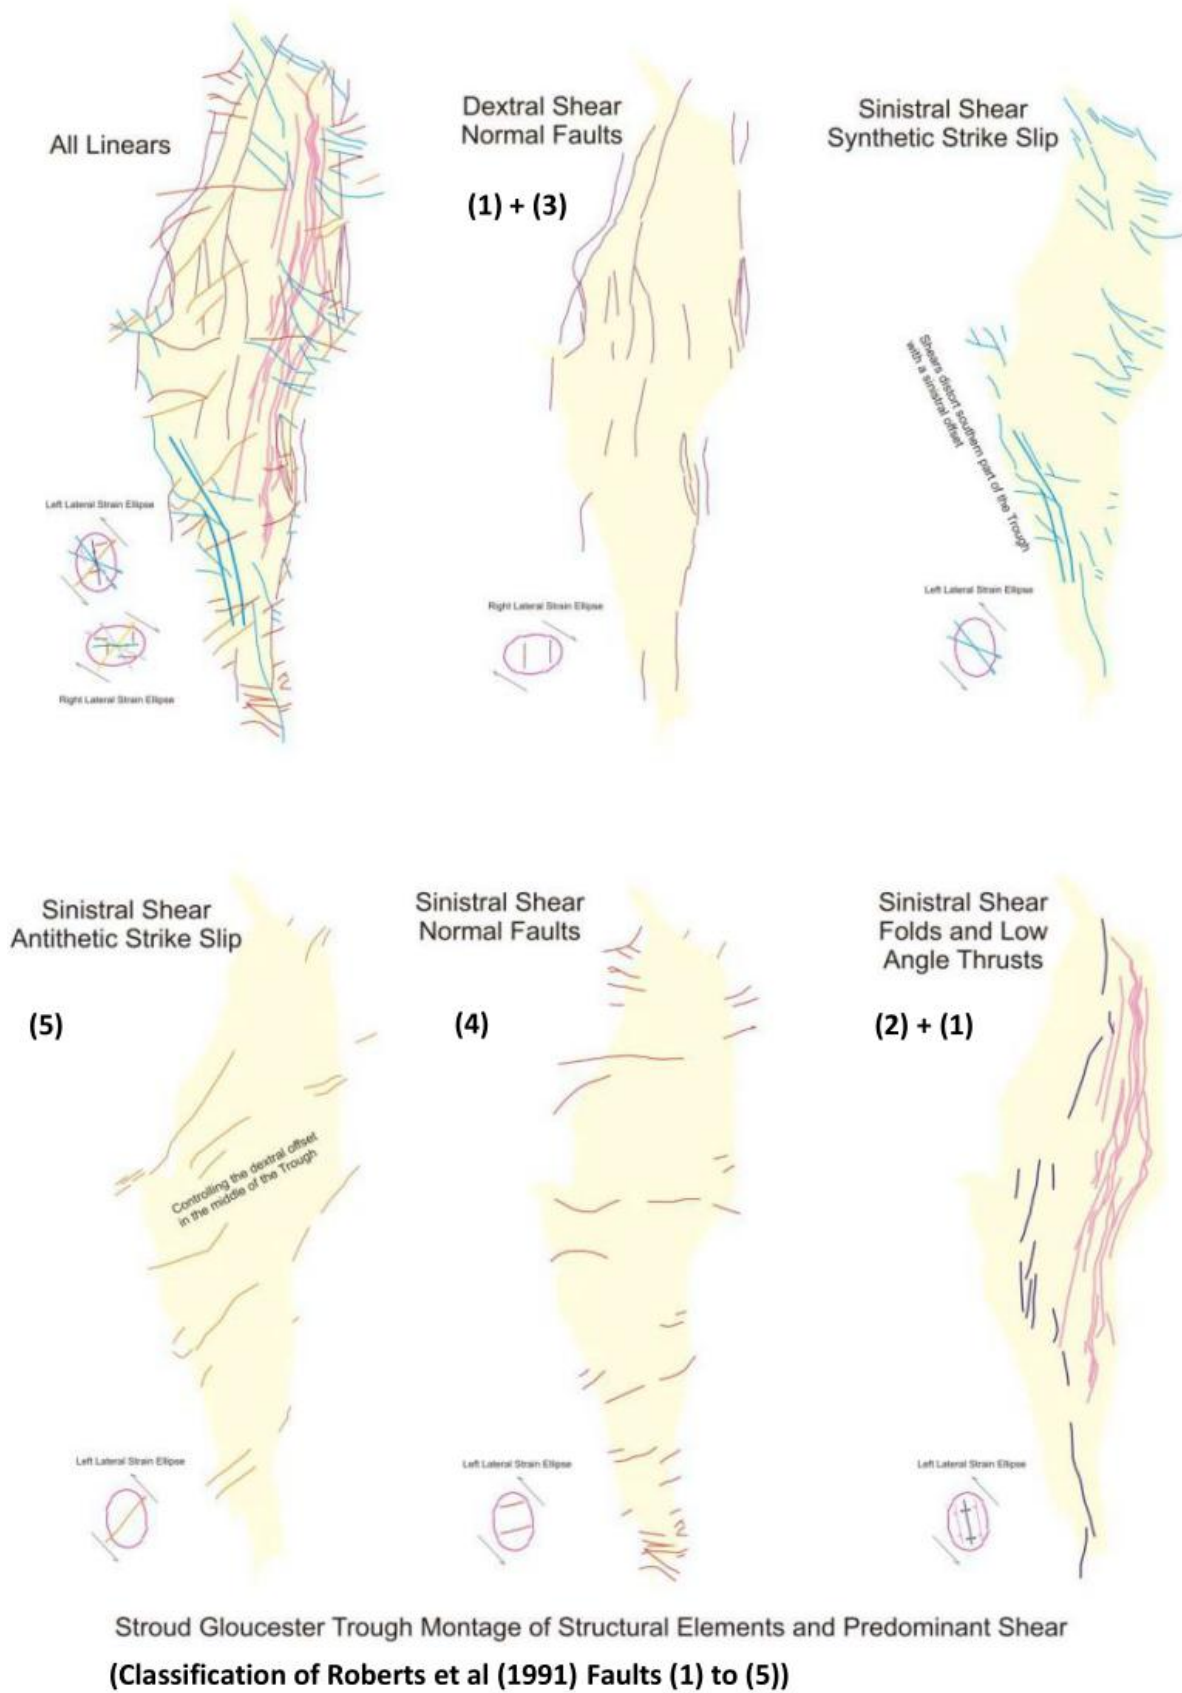 All Linears
Left Lateral Strain Ellipse
Right Lateral Strain Ellipse
Dextral Shear
Normal Faults
(1) + (3)
Right Lateral Strain Ellipse
Sinistral Shear
Synthetic Strike Slip
Shears distort southern part of the Trough
with a sinistral offset
Left Lateral Strain Ellipse
Sinistral Shear
Antithetic Strike Slip
(5)
Controlling the dextral offset
in the middle of the Trough
Left Lateral Strain Ellipse
Sinistral Shear
Normal Faults
(4)
Left Lateral Strain Ellipse
Sinistral Shear
Folds and Low
Angle Thrusts
(2) + (1)
Left Lateral Strain Ellipse
Stroud Gloucester Trough Montage of Structural Elements and Predominant Shear
(Classification of Roberts et al (1991) Faults (1) to (5))